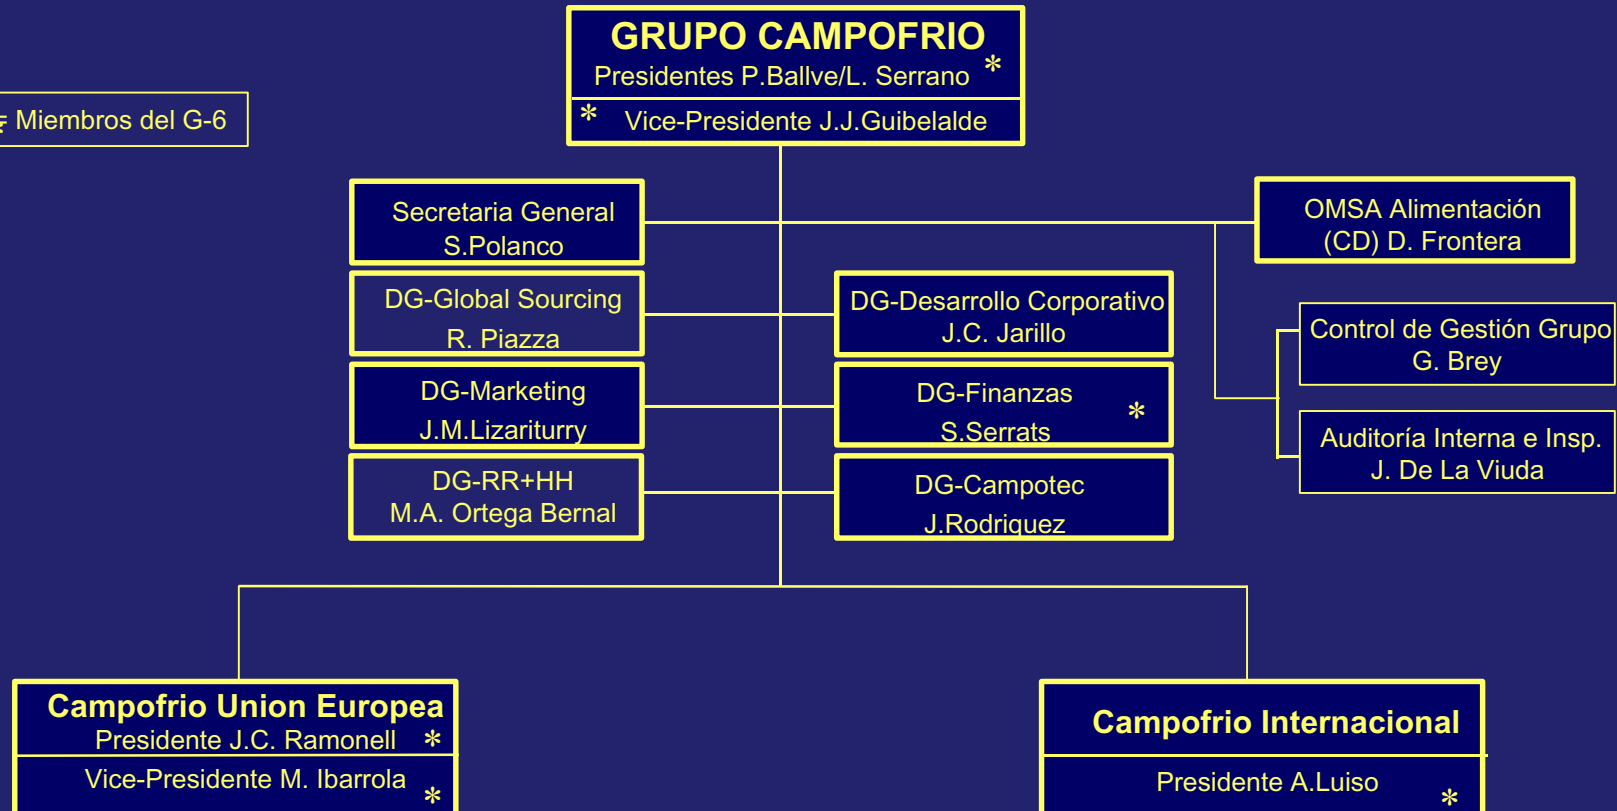 GRUPO CAMPOFRIO
Presidentes P.Ballve/L. Serrano *
* Vice-Presidente J.J.Guibelalde
= Miembros del G-6
Secretaria General
S.Polanco
OMSA Alimentación
(CD) D. Frontera
DG-Global Sourcing
R. Piazza
DG-Desarrollo Corporativo
J.C. Jarillo
Control de Gestión Grupo
G. Brey
DG-Marketing
J.M.Lizariturry
DG-Finanzas
S.Serrats *
Auditoría Interna e Insp.
J. De La Viuda
DG-RR+HH
M.A. Ortega Bernal
DG-Campotec
J.Rodriquez
Campofrio Union Europea
Presidente J.C. Ramonell *
Vice-Presidente M. Ibarrola *
Campofrio Internacional
Presidente A.Luiso *